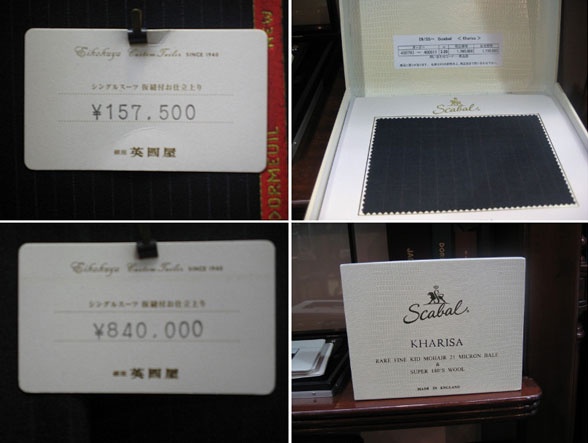 Eikokuya Custom Tailor SINCE 1940
シングルスーツ 仮縫付お仕立上り
¥157,500
銀座 英國屋
NEW
DORMEUIL
Scabal
Eikokuya Custom Tailor SINCE 1940
シングルスーツ 仮縫付お仕立上り
¥840,000
銀座 英國屋
Scabal
KHARISA
RARE FINE KID MOHAIR 21 MICRON BALE
&
SUPER 180'S WOOL
MADE IN ENGLAND